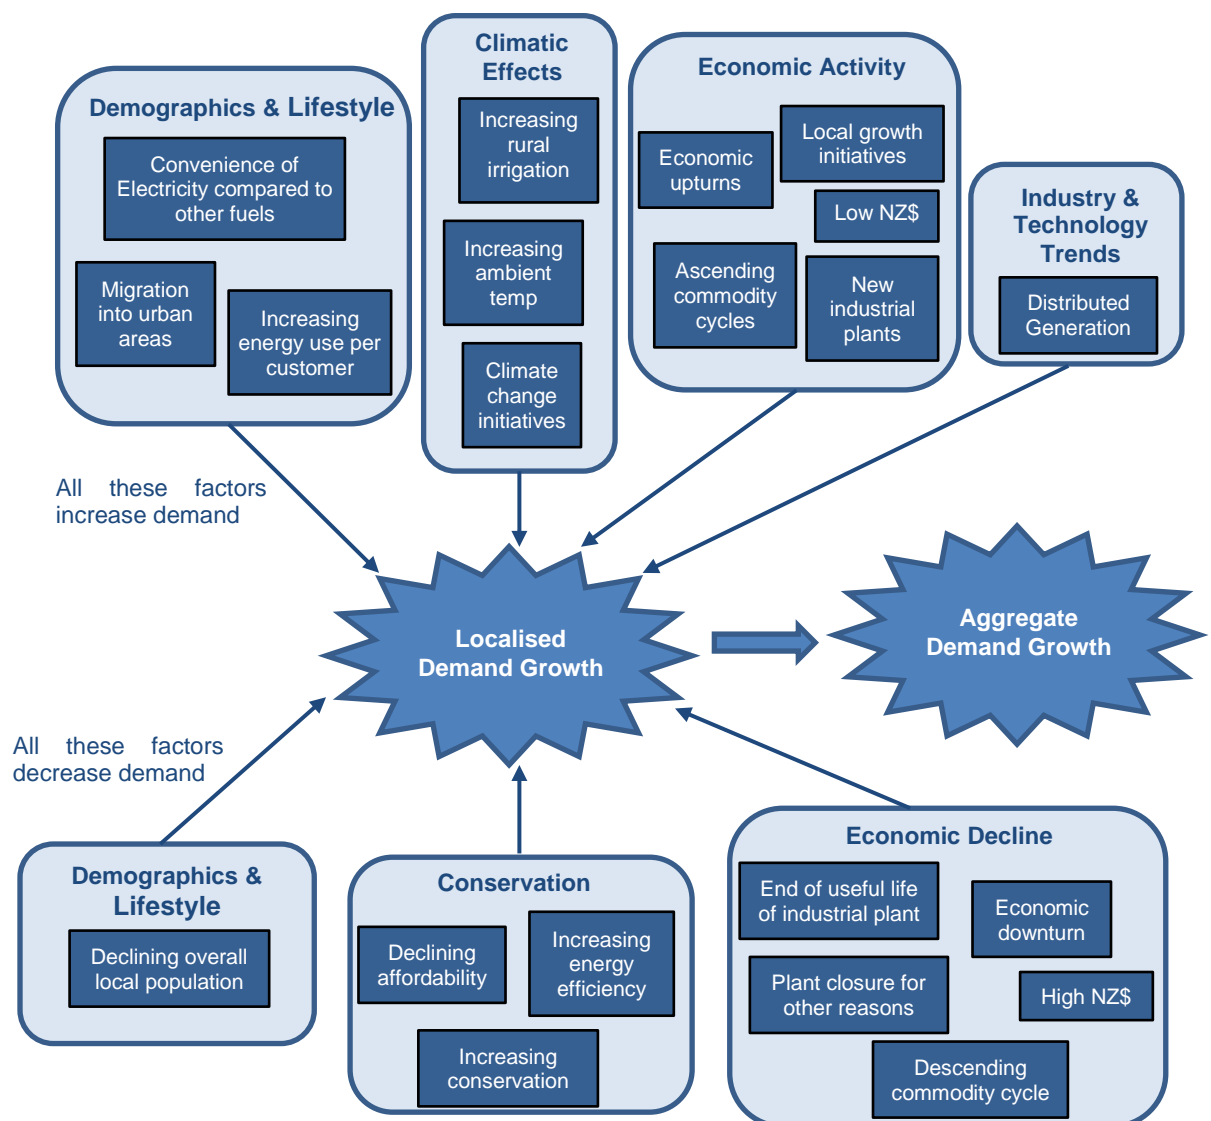 Demographics & Lifestyle
Convenience of
Electricity compared to
other fuels
Migration
into urban
areas
Increasing
energy use per
customer
Climatic
Effects
Increasing
rural
irrigation
Increasing
ambient
temp
Climate
change
initiatives
Economic Activity
Economic
upturns
Local growth
initiatives
Low NZ$
Ascending
commodity
cycles
New
industrial
plants
Industry &
Technology
Trends
Distributed
Generation
All these factors
increase demand
Localised
Demand Growth
Aggregate
Demand Growth
All these factors
decrease demand
Demographics &
Lifestyle
Declining overall
local population
Conservation
Declining
affordability
Increasing
energy
efficiency
Increasing
conservation
Economic Decline
End of useful life
of industrial plant
Economic
downturn
Plant closure for
other reasons
High NZ$
Descending
commodity cycle